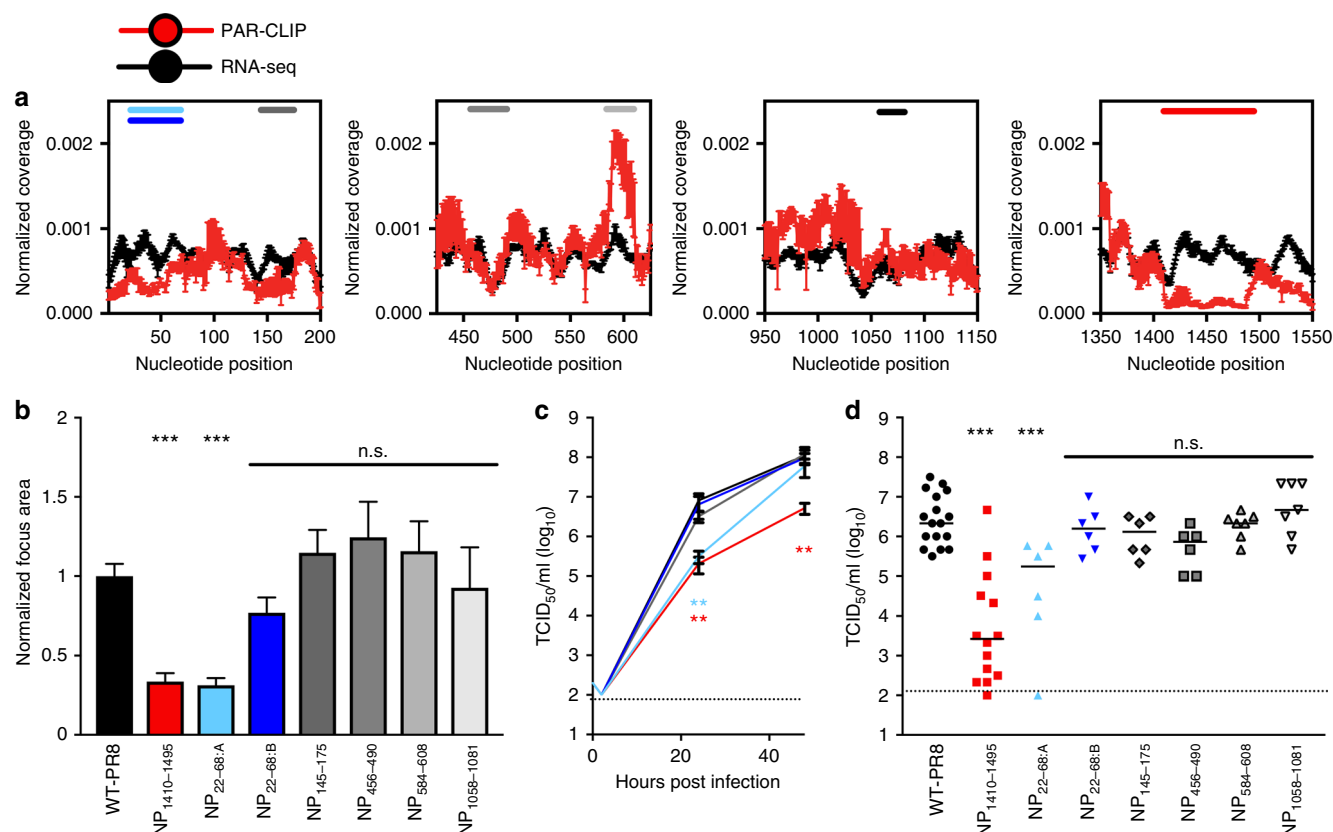 PAR-CLIP
RNA-seq
a
Normalized coverage
0.002
0.001
0.000
50 100 150 200
Nucleotide position
Normalized coverage
0.002
0.001
0.000
450 500 550 600
Nucleotide position
Normalized coverage
0.002
0.001
0.000
950 1000 1050 1100 1150
Nucleotide position
Normalized coverage
0.002
0.001
0.000
1350 1400 1450 1500 1550
Nucleotide position
b
Normalized focus area
2
1.5
1
0.5
0
*** ***
n.s.
WT-PR8
NP1410–1495
NP22–68:A
NP22–68:B
NP145–175
NP456–490
NP584–608
NP1058–1081
c
TCID50/ml (log10)
9
8
7
6
5
4
3
2
1
**
**
**
0 20 40
Hours post infection
d
TCID50/ml (log10)
9
8
7
6
5
4
3
2
1
*** ***
n.s.
WT-PR8
NP1410–1495
NP22–68:A
NP22–68:B
NP145–175
NP456–490
NP584–608
NP1058–1081